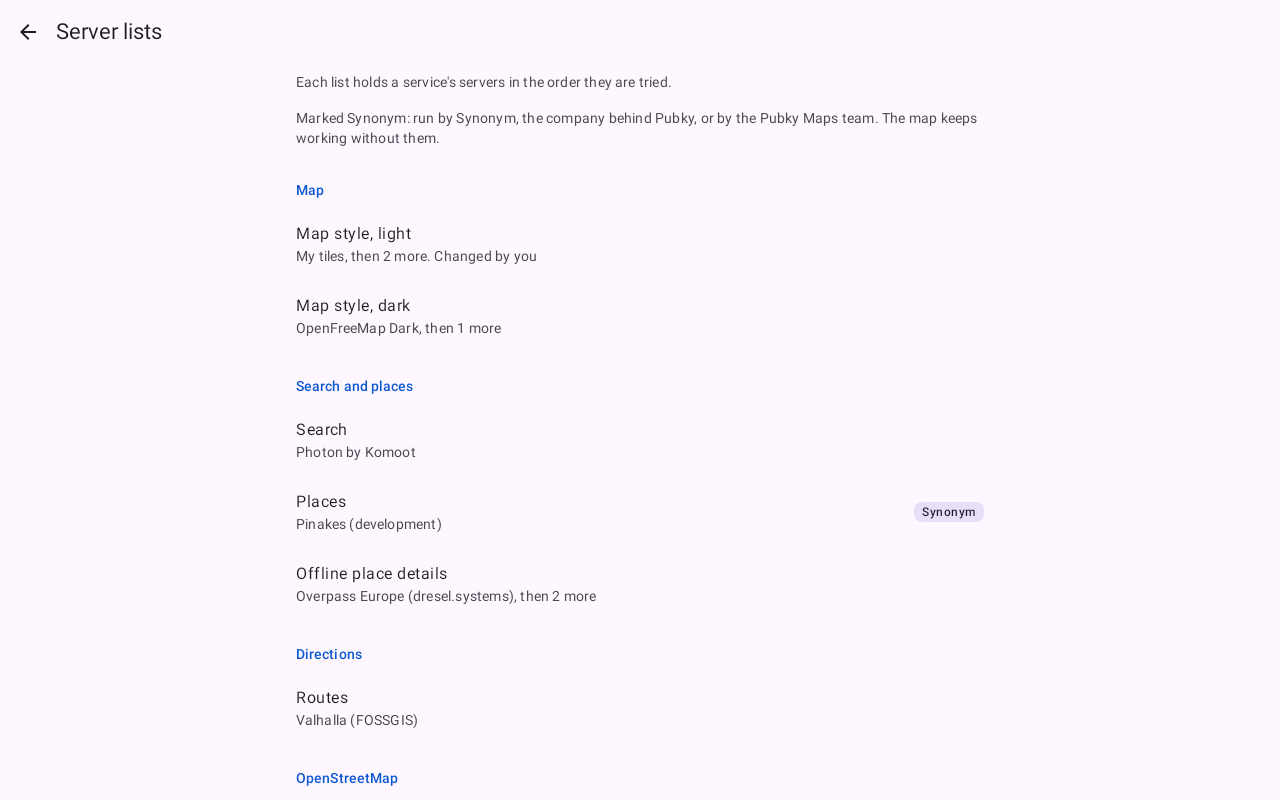 Server lists
Each list holds a service's servers in the order they are tried.
Marked Synonym: run by Synonym, the company behind Pubky, or by the Pubky Maps team. The map keeps
working without them.
Map
Map style, light
My tiles, then 2 more. Changed by you
Map style, dark
OpenFreeMap Dark, then 1 more
Search and places
Search
Photon by Komoot
Places
Pinakes (development)
Synonym
Offline place details
Overpass Europe (dresel.systems), then 2 more
Directions
Routes
Valhalla (FOSSGIS)
OpenStreetMap